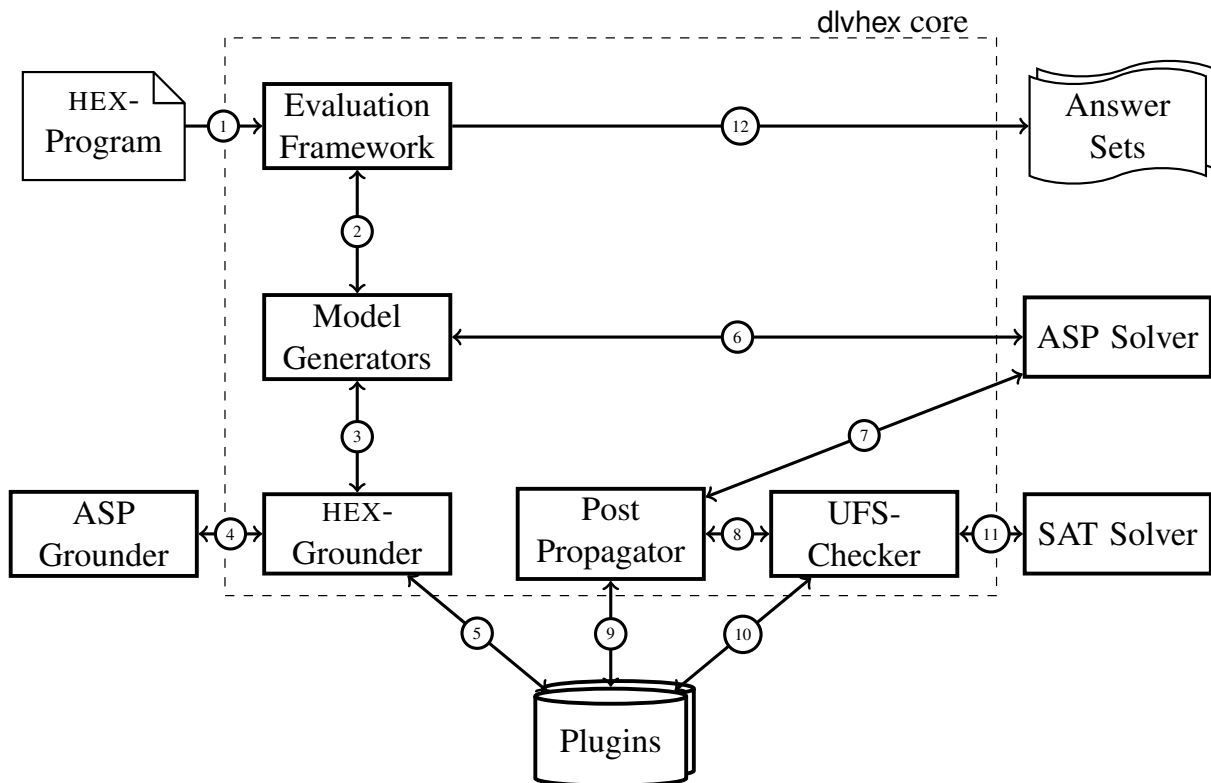 dlvhex core
HEX-
Program
1
Evaluation
Framework
12
Answer
Sets
2
Model
Generators
6
ASP Solver
3
7
ASP
Grounder
4
HEX-
Grounder
Post
Propagator
8
UFS-
Checker
11
SAT Solver
5
9
10
Plugins